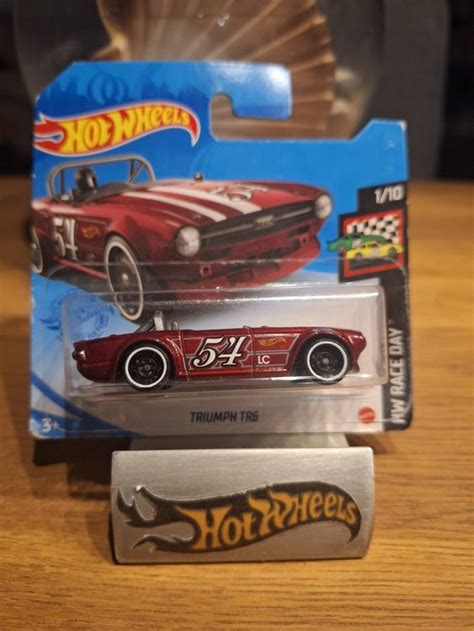 HOT WHEELS
1/10
54
HW RACE DAY
54
LC
TRIUMPH TR6
3+
HOT WHEELS